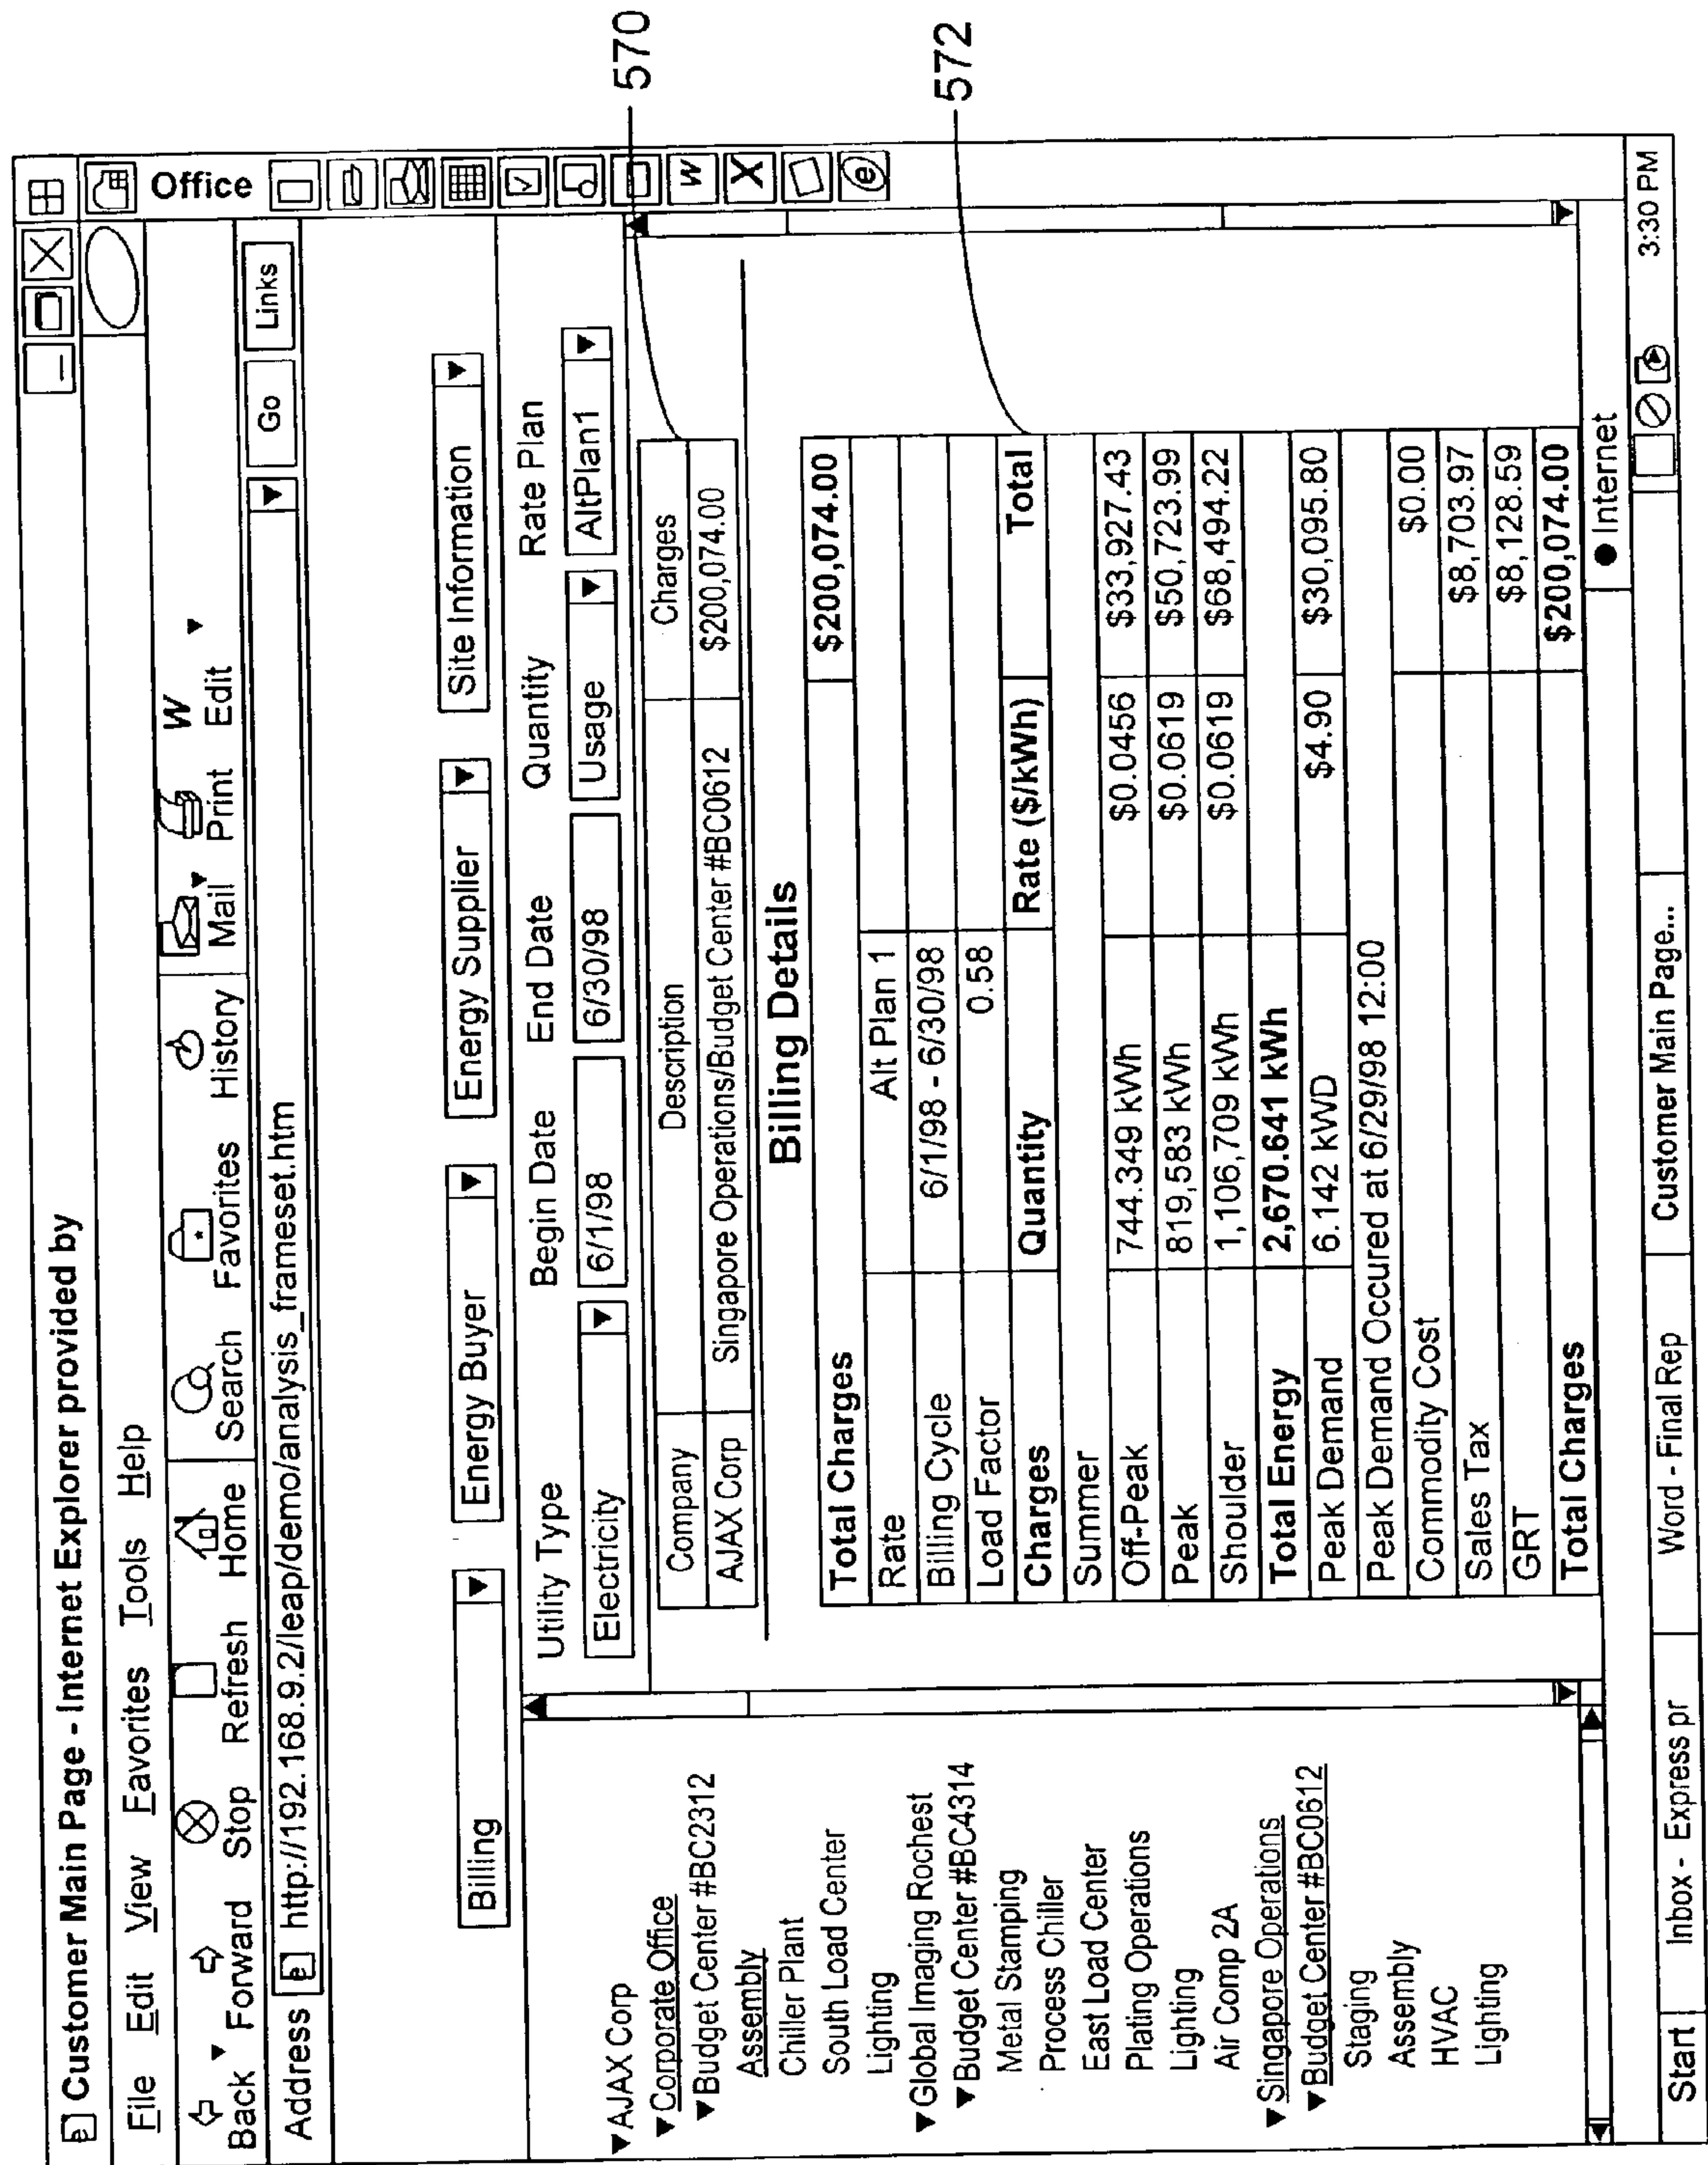 Customer Main Page - Internet Explorer provided by
File Edit View Favorites Tools Help
Back Forward Stop Refresh Home Search Favorites History Mail Print Edit
Address http://192.168.9.2/leap/demo/analysis_frameset.htm Go Links
Office
Billing Energy Buyer Energy Supplier Site Information
Utility Type Begin Date End Date Quantity Rate Plan
Electricity 6/1/98 6/30/98 Usage AltPlan1
Company Description Charges
AJAX Corp Singapore Operations/Budget Center #BC0612 $200,074.00
570
Billing Details
Total Charges $200,074.00
Rate Alt Plan 1
Billing Cycle 6/1/98 - 6/30/98
Load Factor 0.58
Charges Quantity Rate ($/kWh) Total
572
Summer
Off-Peak 744.349 kWh $0.0456 $33,927.43
Peak 819,583 kWh $0.0619 $50,723.99
Shoulder 1,106,709 kWh $0.0619 $68,494.22
Total Energy 2,670.641 kWh
Peak Demand 6.142 kWD $4.90 $30,095.80
Peak Demand Occured at 6/29/98 12:00
Commodity Cost $0.00
Sales Tax $8,703.97
GRT $8,128.59
Total Charges $200,074.00
AJAX Corp
Corporate Office
Budget Center #BC2312
Assembly
Chiller Plant
South Load Center
Lighting
Global Imaging Rochest
Budget Center #BC4314
Metal Stamping
Process Chiller
East Load Center
Plating Operations
Lighting
Air Comp 2A
Singapore Operations
Budget Center #BC0612
Staging
Assembly
HVAC
Lighting
Internet
Start Inbox - Express pr Word - Final Rep Customer Main Page... 3:30 PM